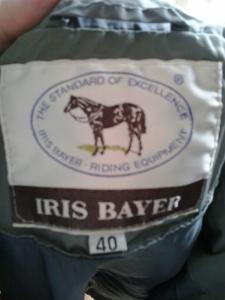 THE STANDARD OF EXCELLENCE
®
IRIS BAYER - RIDING EQUIPMENT
IRIS BAYER
40